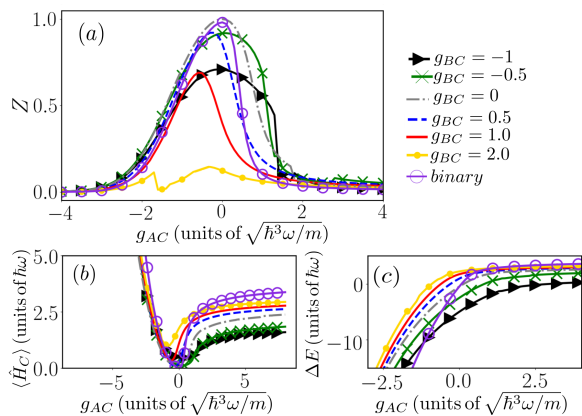 (a)
Z
1.0
0.5
0.0
−4 −2 0 2 4
g_AC (units of √ħ³ω/m)
g_BC = −1
g_BC = −0.5
g_BC = 0
g_BC = 0.5
g_BC = 1.0
g_BC = 2.0
binary
(b)
⟨Ĥ_C⟩ (units of ħω)
5.0
2.5
0.0
−5 0 5
g_AC (units of √ħ³ω/m)
(c)
ΔE (units of ħω)
0
−10
−2.5 0.0 2.5
g_AC (units of √ħ³ω/m)